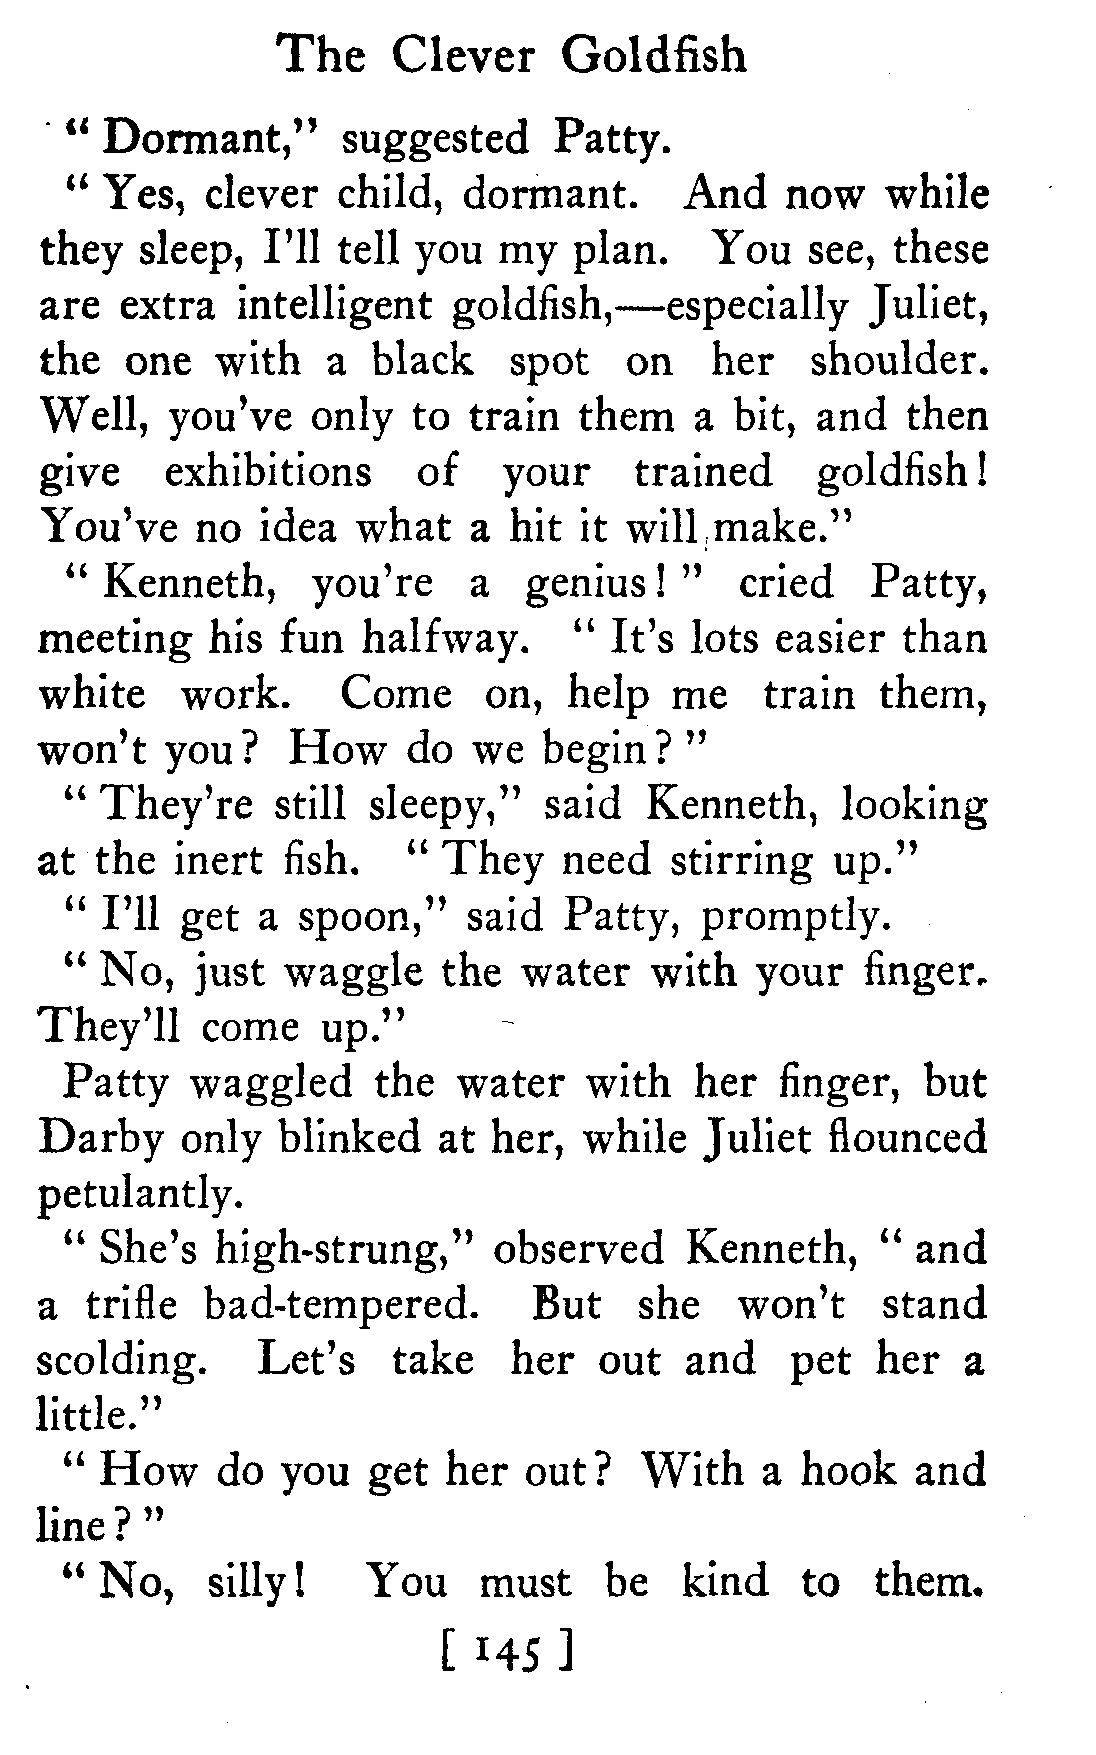 The Clever Goldfish
“ Dormant,” suggested Patty.
“ Yes, clever child, dormant. And now while
they sleep, I’ll tell you my plan. You see, these
are extra intelligent goldfish,—especially Juliet,
the one with a black spot on her shoulder.
Well, you’ve only to train them a bit, and then
give exhibitions of your trained goldfish!
You’ve no idea what a hit it will make.”
“ Kenneth, you’re a genius! ” cried Patty,
meeting his fun halfway. “ It’s lots easier than
white work. Come on, help me train them,
won’t you? How do we begin? ”
“ They’re still sleepy,” said Kenneth, looking
at the inert fish. “ They need stirring up.”
“ I’ll get a spoon,” said Patty, promptly.
“ No, just waggle the water with your finger.
They’ll come up.”
Patty waggled the water with her finger, but
Darby only blinked at her, while Juliet flounced
petulantly.
“ She’s high-strung,” observed Kenneth, “ and
a trifle bad-tempered. But she won’t stand
scolding. Let’s take her out and pet her a
little.”
“ How do you get her out? With a hook and
line? ”
“ No, silly! You must be kind to them.
[ 145 ]